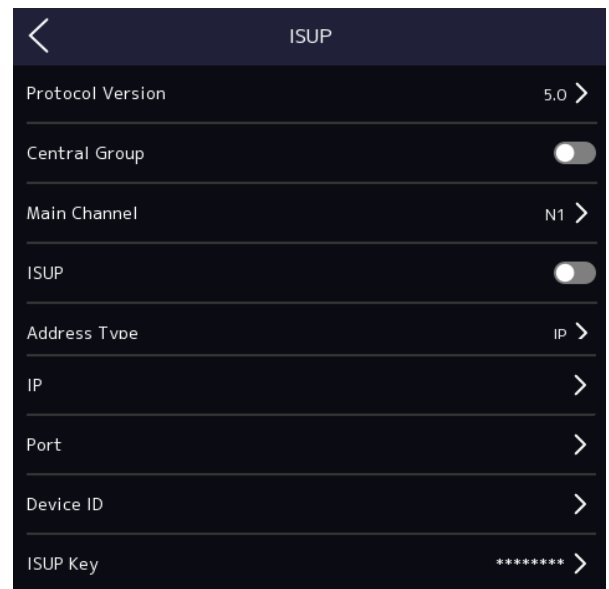 ISUP
Protocol Version 5.0
Central Group
Main Channel N1
ISUP
Address Type IP
IP
Port
Device ID
ISUP Key ********